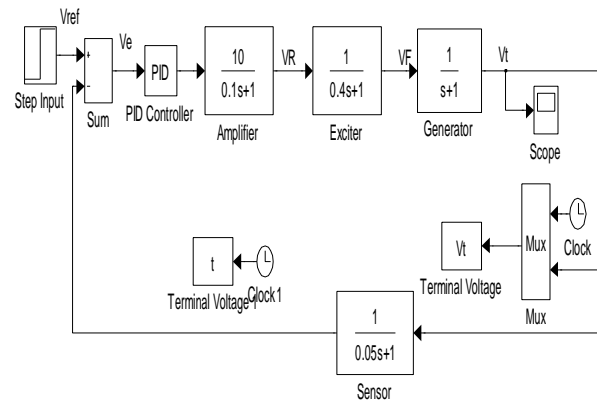 Vref
Step Input
+
−
Sum
Ve
PID
PID Controller
10
0.1s+1
Amplifier
VR
1
0.4s+1
Exciter
VF
1
s+1
Generator
Vt
Scope
Mux
Mux
Clock
Vt
Terminal Voltage
t
Terminal Voltage 1
Clock1
1
0.05s+1
Sensor